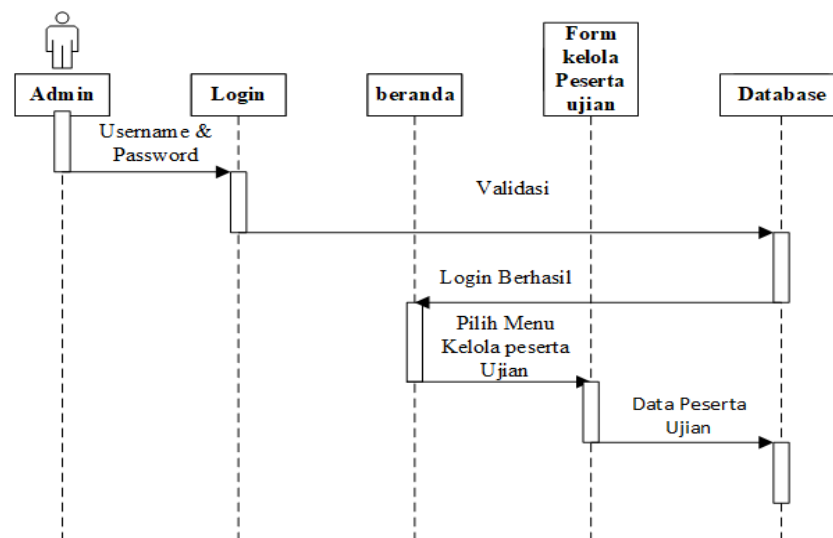 Admin
Login
beranda
Form
kelola
Peserta
ujian
Database
Username &
Password
Validasi
Login Berhasil
Pilih Menu
Kelola peserta
Ujian
Data Peserta
Ujian